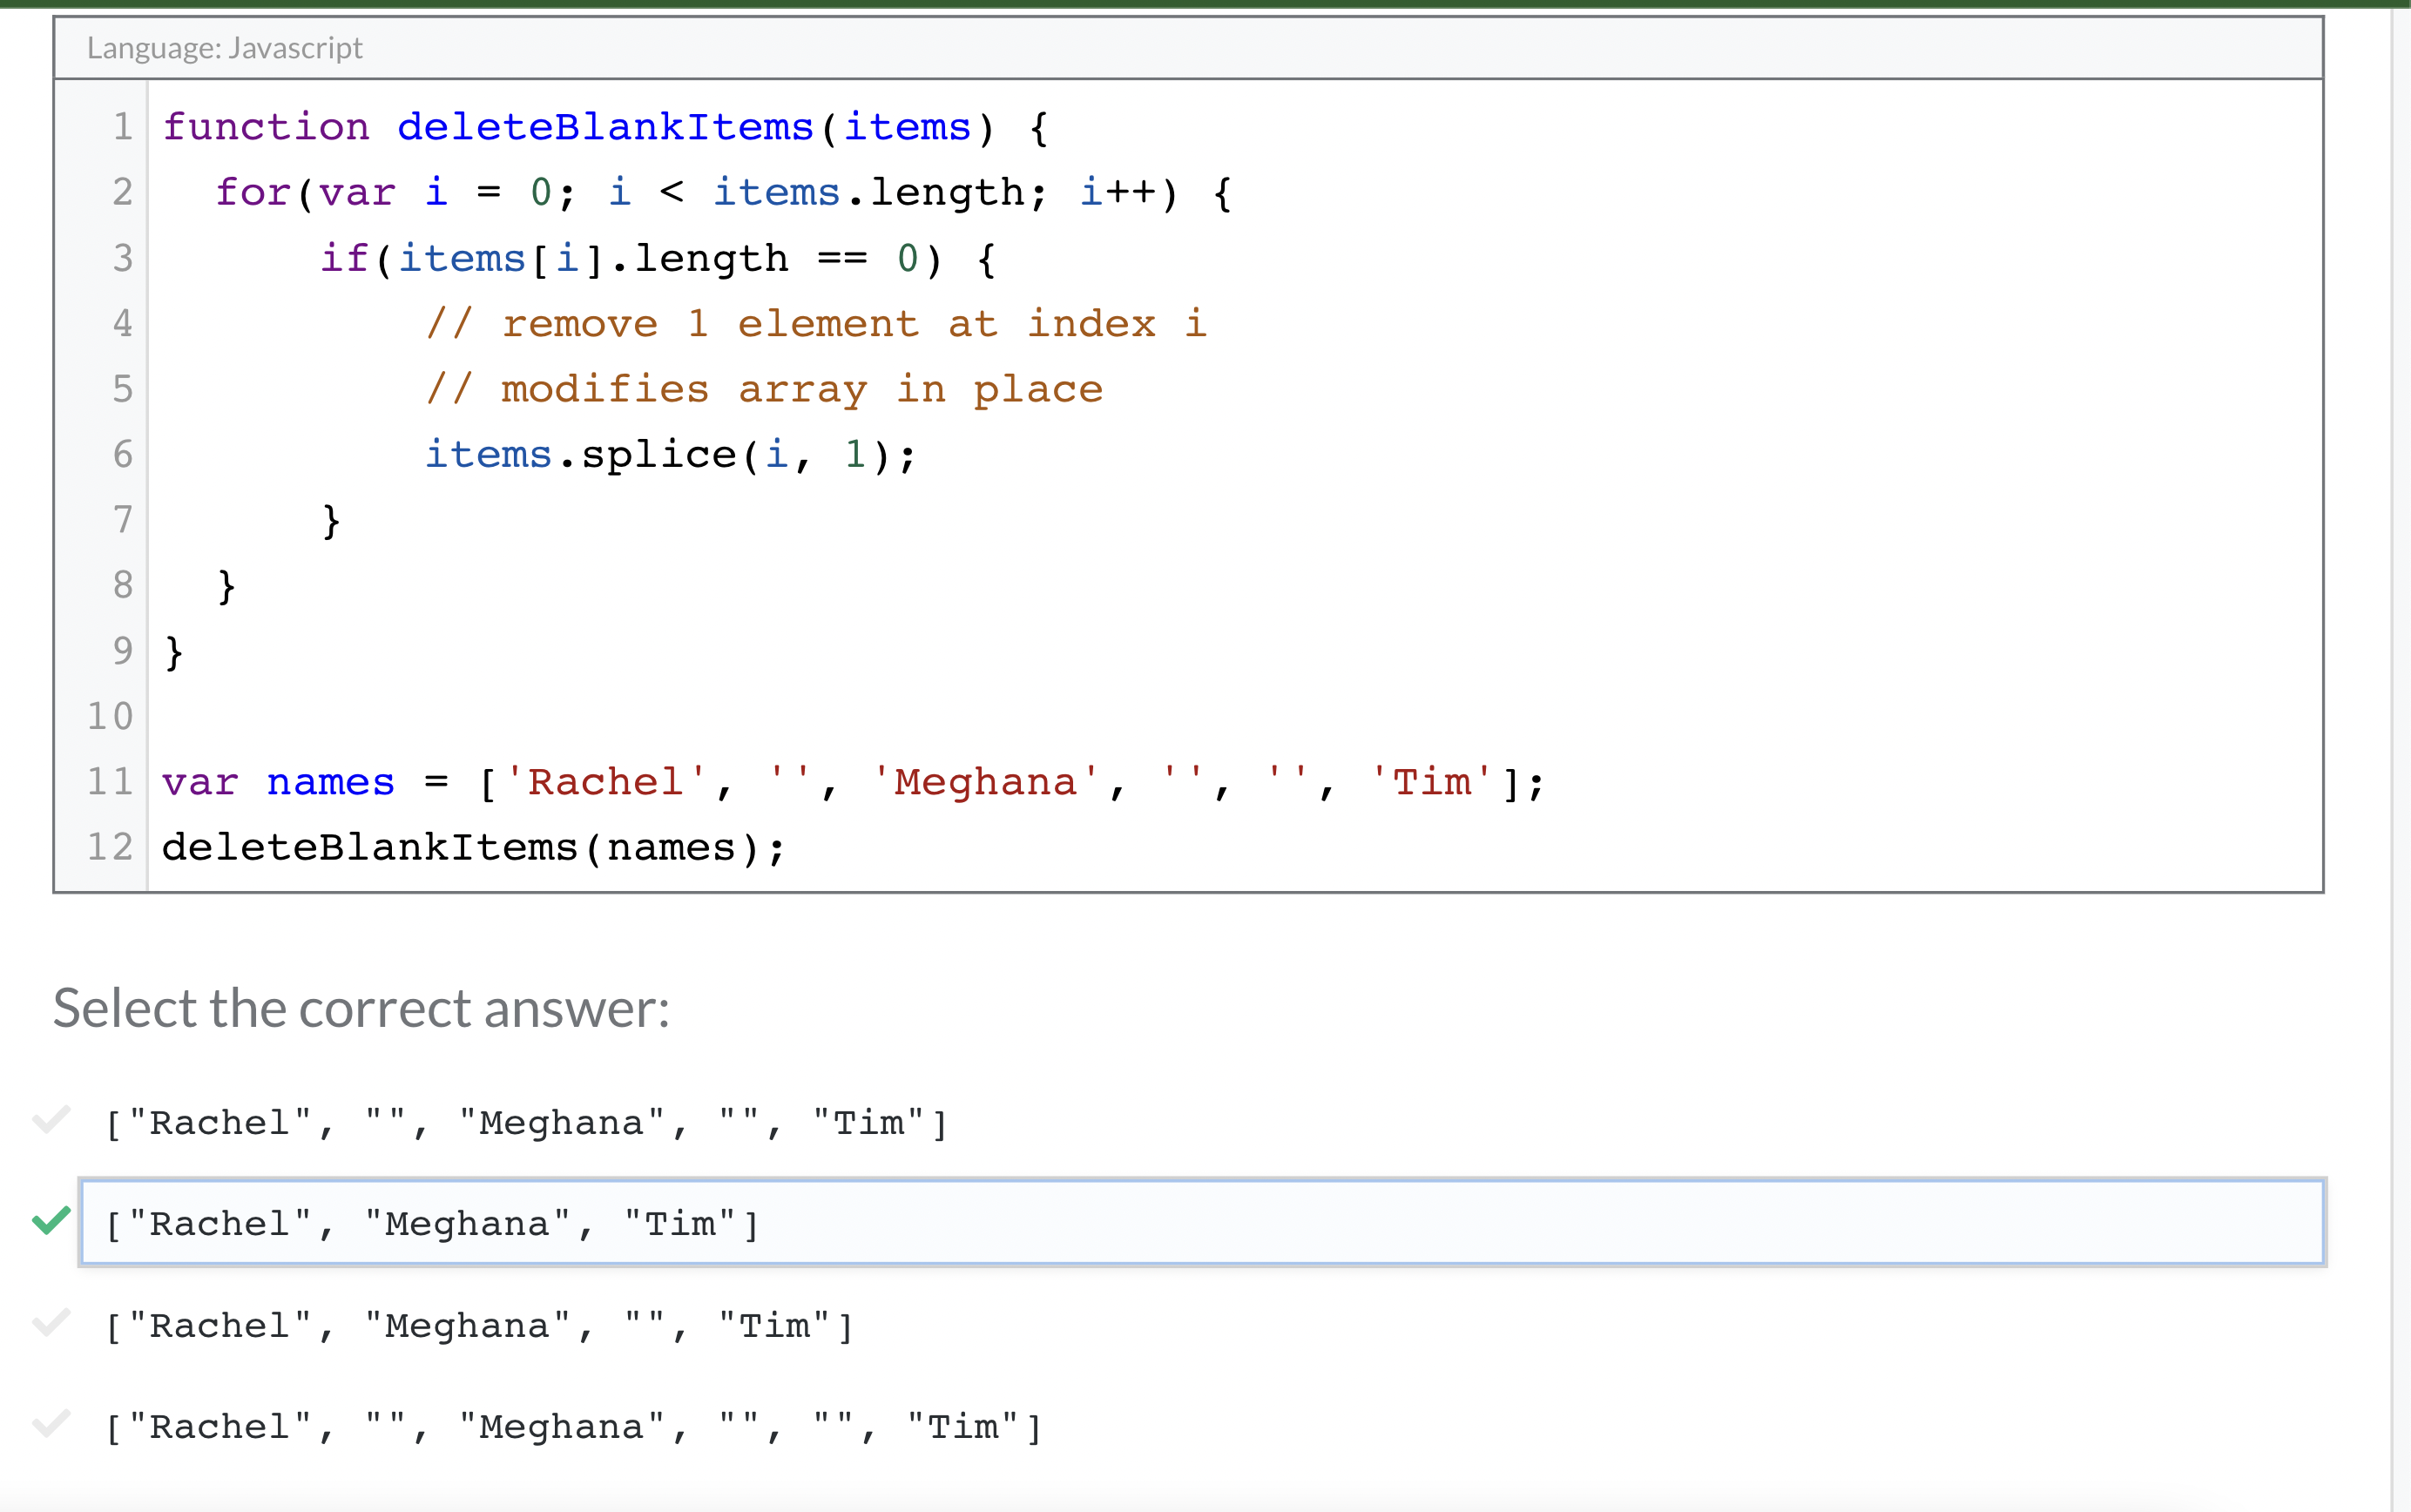 Language: Javascript
1 function deleteBlankItems(items) {
2 for(var i = 0; i < items.length; i++) {
3 if(items[i].length == 0) {
4 // remove 1 element at index i
5 // modifies array in place
6 items.splice(i, 1);
7 }
8 }
9 }
10
11 var names = ['Rachel', '', 'Meghana', '', '', 'Tim'];
12 deleteBlankItems(names);
Select the correct answer:
["Rachel", "", "Meghana", "", "Tim"]
["Rachel", "Meghana", "Tim"]
["Rachel", "Meghana", "", "Tim"]
["Rachel", "", "Meghana", "", "", "Tim"]